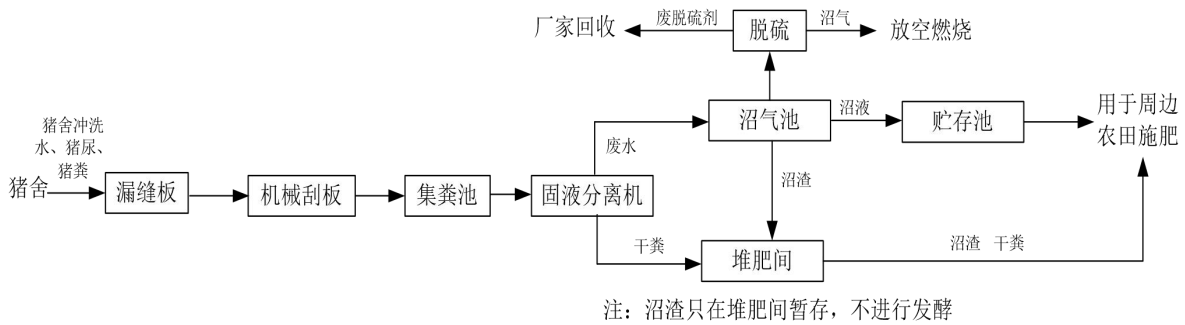 厂家回收
废脱硫剂
脱硫
沼气
放空燃烧
猪舍冲洗
水、猪尿、
猪粪
猪舍
漏缝板
机械刮板
集粪池
固液分离机
废水
沼气池
沼液
贮存池
用于周边
农田施肥
沼渣
干粪
堆肥间
沼渣 干粪
注：沼渣只在堆肥间暂存，不进行发酵